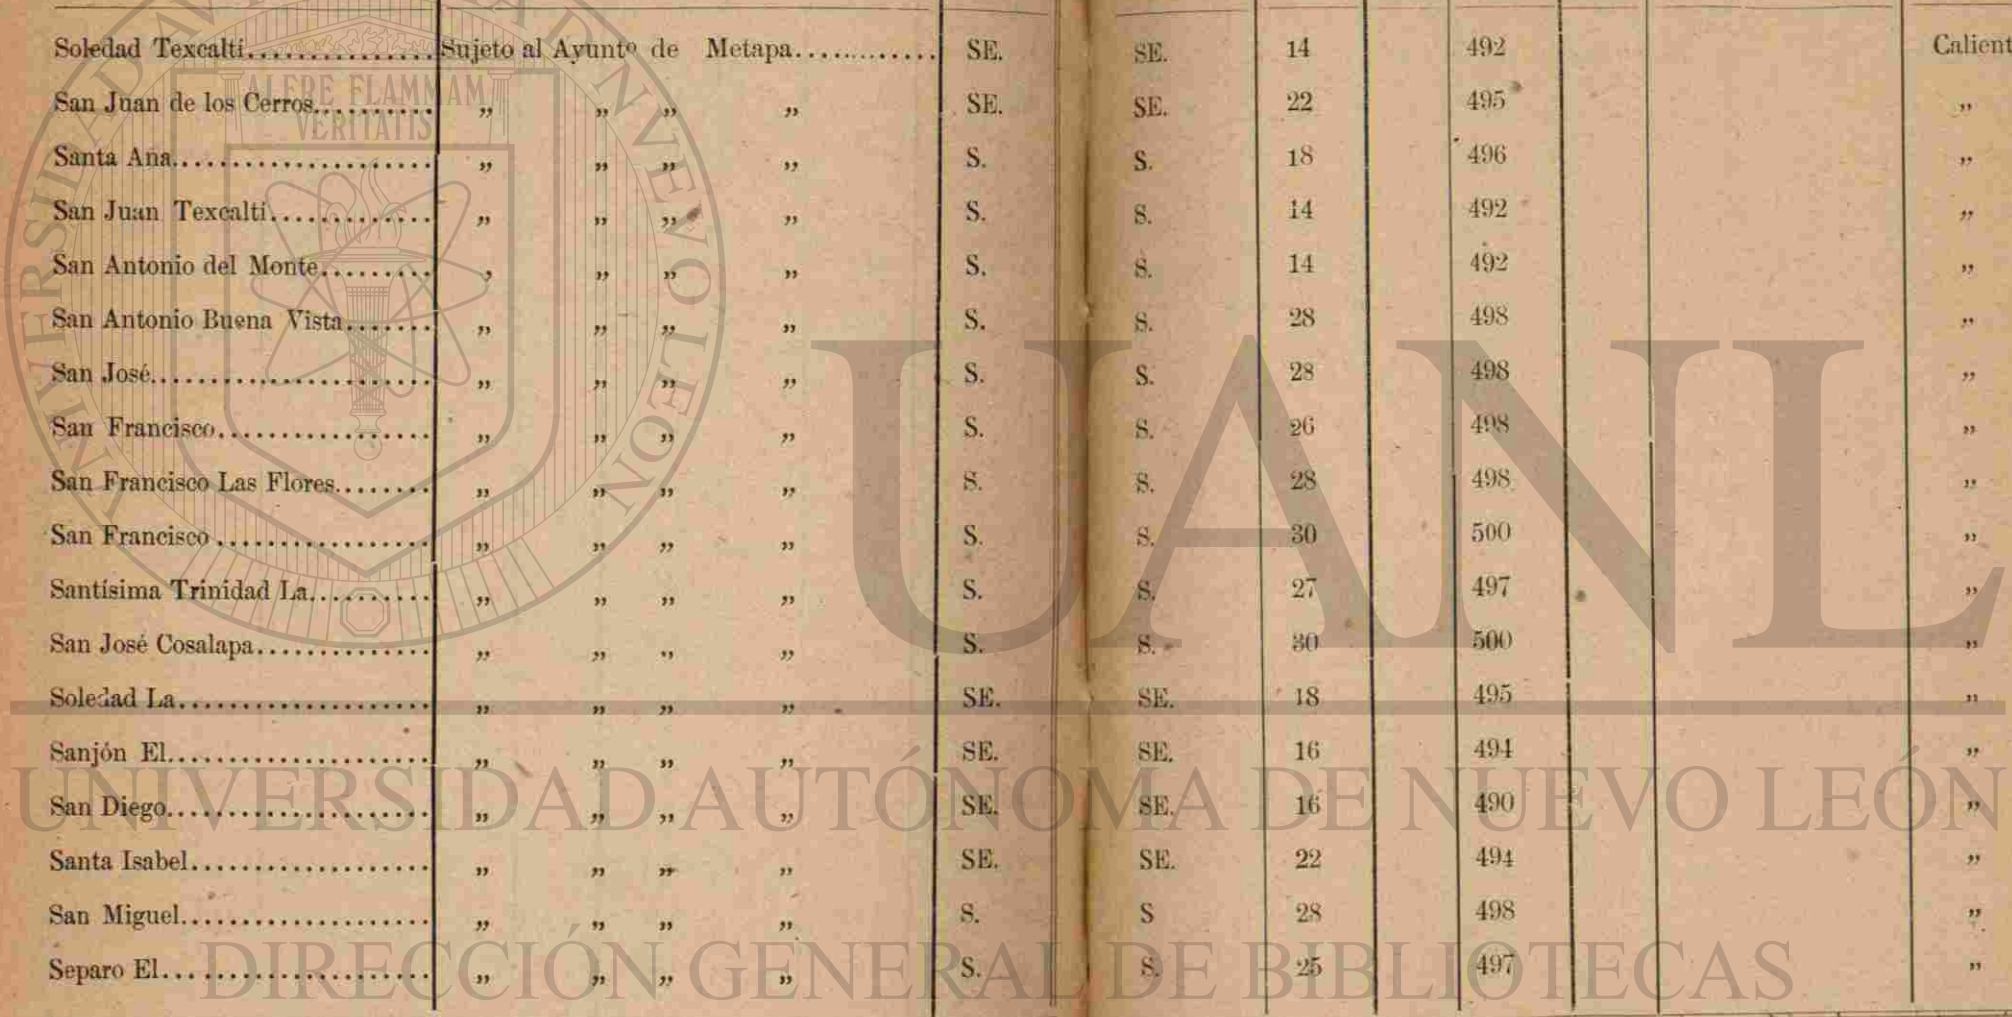 Soledad Texcaltí............... Sujeto al Ayuntº de Metapa............. SE. SE. 14 492 Calient
San Juan de los Cerros.......... „ „ „ „ SE. SE. 22 495 „
Santa Ana...................... „ „ „ „ S. S. 18 496 „
San Juan Texcaltí............. „ „ „ „ S. S. 14 492 „
San Antonio del Monte......... , „ „ „ S. S. 14 492 „
San Antonio Buena Vista....... „ „ „ „ S. S. 28 498 „
San José....................... „ „ „ „ S. S. 28 498 „
San Francisco.................. „ „ „ „ S. S. 26 498 „
San Francisco Las Flores........ „ „ „ „ S. S. 28 498 „
San Francisco .................. „ „ „ „ S. S. 30 500 „
Santísima Trinidad La.......... „ „ „ „ S. S. 27 497 „
San José Cosalapa.............. „ „ „ „ S. S. 30 500 „
Soledad La..................... „ „ „ „ SE. SE. 18 495 „
Sanjón El...................... „ „ „ „ SE. SE. 16 494 „
San Diego...................... „ „ „ „ SE. SE. 16 490 „
Santa Isabel.................... „ „ „ „ SE. SE. 22 494 „
San Miguel..................... „ „ „ „ S. S 28 498 „
Separo El....................... „ „ „ „ S. S. 25 497 „
ALERE FLAMMAM
VERITATIS
UNIVERSIDAD AUTÓNOMA DE NUEVO LEÓN
UANL
UNIVERSIDAD AUTÓNOMA DE NUEVO LEÓN
DIRECCIÓN GENERAL DE BIBLIOTECAS